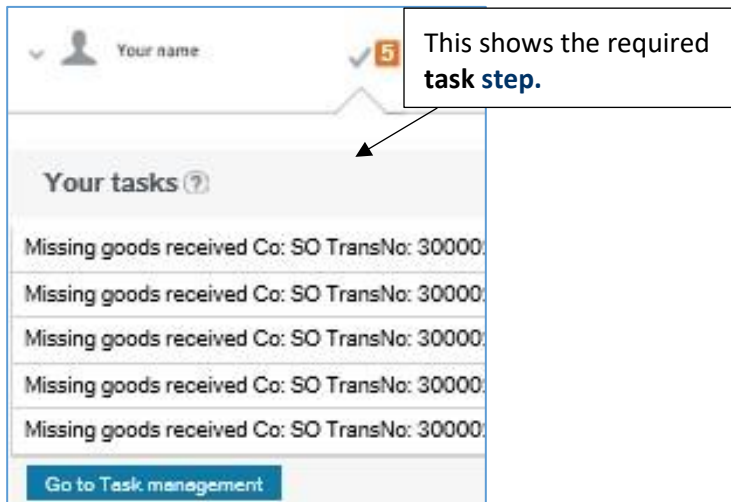 Your name
5
This shows the required
task step.
Your tasks ?
Missing goods received Co: SO TransNo: 30000
Missing goods received Co: SO TransNo: 30000
Missing goods received Co: SO TransNo: 30000
Missing goods received Co: SO TransNo: 30000
Missing goods received Co: SO TransNo: 30000
Go to Task management